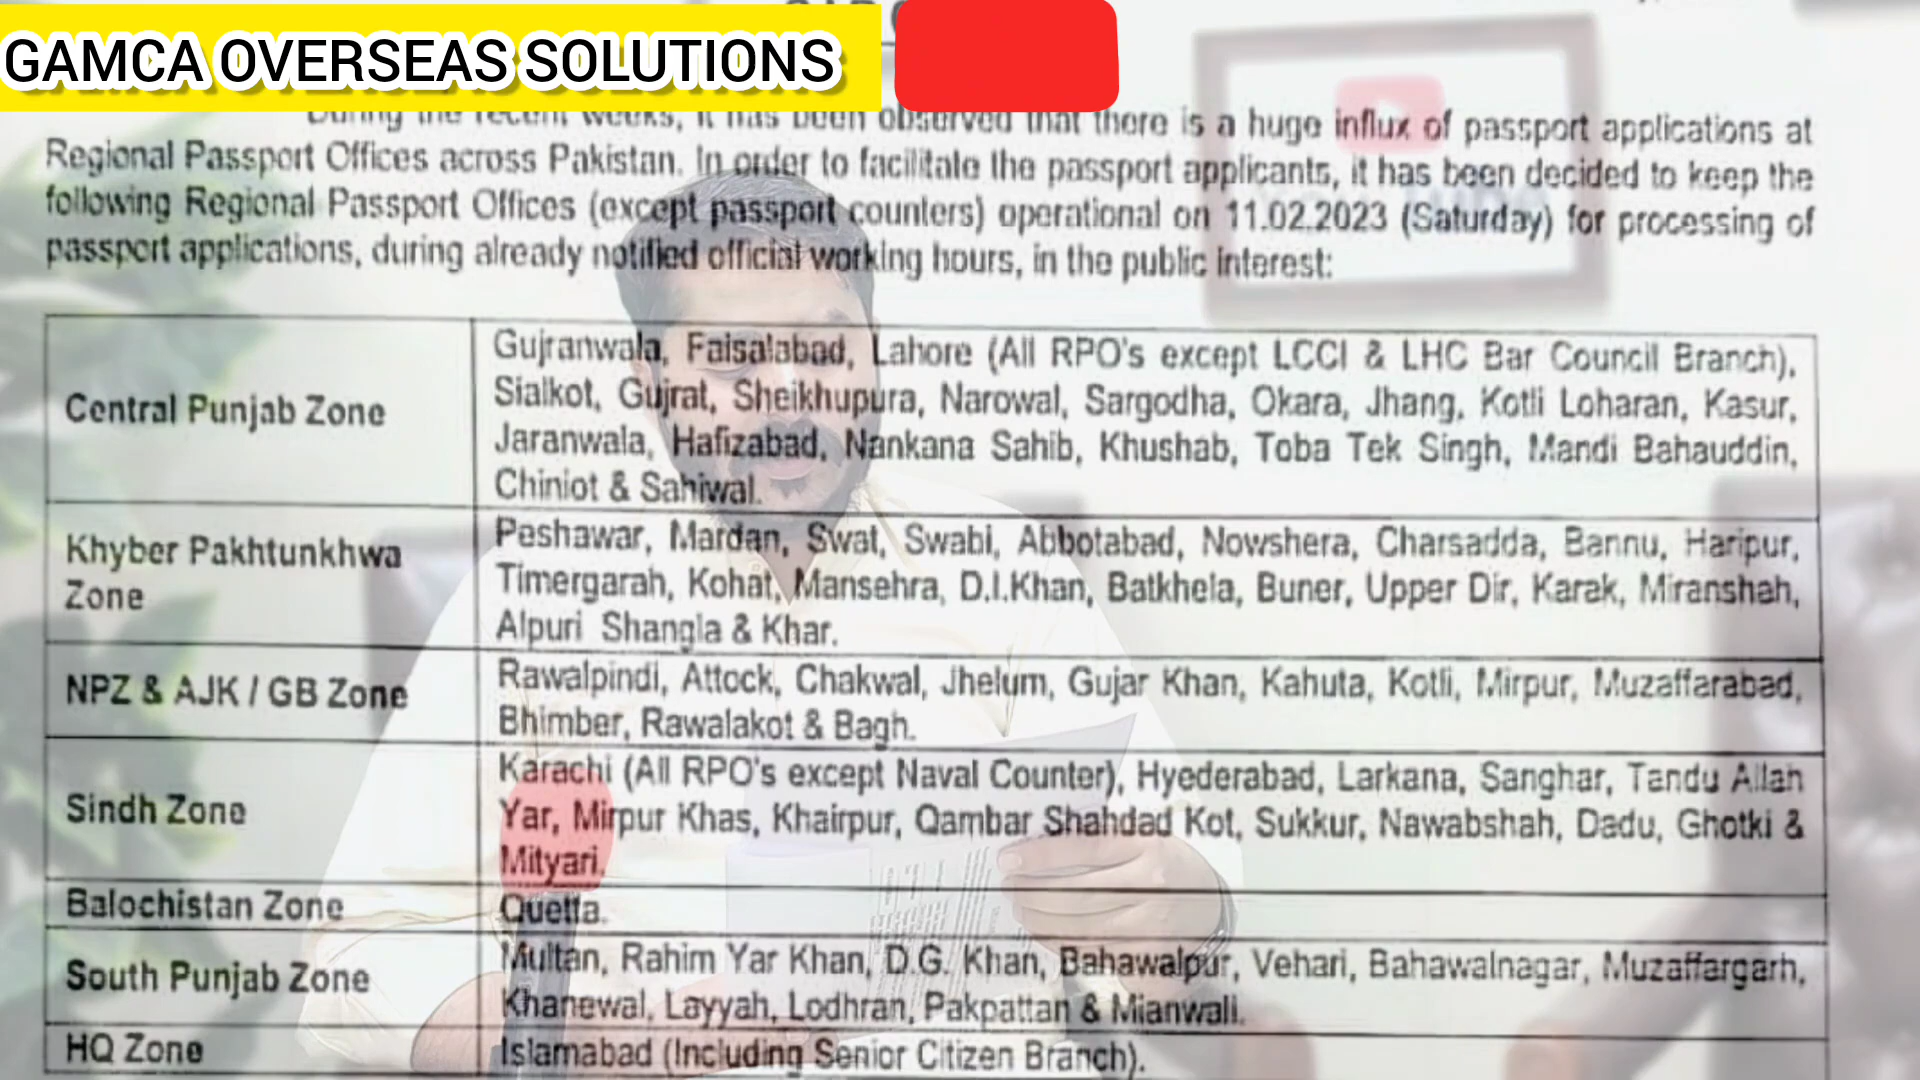 GAMCA OVERSEAS SOLUTIONS
During the recent weeks, it has been observed that there is a huge influx of passport applications at
Regional Passport Offices across Pakistan. In order to facilitate the passport applicants, it has been decided to keep the
following Regional Passport Offices (except passport counters) operational on 11.02.2023 (Saturday) for processing of
passport applications, during already notified official working hours, in the public interest:
Central Punjab Zone
Gujranwala, Faisalabad, Lahore (All RPO's except LCCI & LHC Bar Council Branch),
Sialkot, Gujrat, Sheikhupura, Narowal, Sargodha, Okara, Jhang, Kotli Loharan, Kasur,
Jaranwala, Hafizabad, Nankana Sahib, Khushab, Toba Tek Singh, Mandi Bahauddin,
Chiniot & Sahiwal.
Khyber Pakhtunkhwa
Zone
Peshawar, Mardan, Swat, Swabi, Abbotabad, Nowshera, Charsadda, Bannu, Haripur,
Timergarah, Kohat, Mansehra, D.I.Khan, Batkhela, Buner, Upper Dir, Karak, Miranshah,
Alpuri Shangla & Khar.
NPZ & AJK / GB Zone
Rawalpindi, Attock, Chakwal, Jhelum, Gujar Khan, Kahuta, Kotli, Mirpur, Muzaffarabad,
Bhimber, Rawalakot & Bagh.
Sindh Zone
Karachi (All RPO's except Naval Counter), Hyederabad, Larkana, Sanghar, Tandu Allah
Yar, Mirpur Khas, Khairpur, Qambar Shahdad Kot, Sukkur, Nawabshah, Dadu, Ghotki &
Mityari.
Balochistan Zone
Quetta.
South Punjab Zone
Multan, Rahim Yar Khan, D.G. Khan, Bahawalpur, Vehari, Bahawalnagar, Muzaffargarh,
Khanewal, Layyah, Lodhran, Pakpattan & Mianwali.
HQ Zone
Islamabad (Including Senior Citizen Branch).